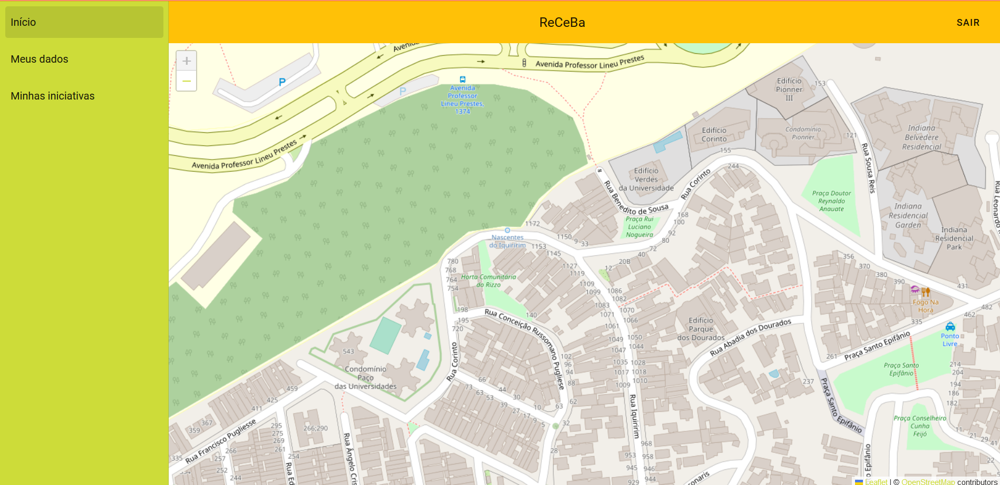 Início
Meus dados
Minhas iniciativas
ReCeBa
SAIR
+
−
P
P
Avenida Professor Lineu Prestes
Avenida Professor Lineu Prestes
Avenida
Professor
Lineu Prestes,
1374
Edifício
Pionner
III
153
Edifício
Corinto
Condomínio
Pionner
121
Indiana
Belvedere
Residencial
Rua Sousa Reis
155
244
Edifício
Verdes
da Universidade
Rua Corinto
Rua Benedito de Sousa
Praça Doutor
Reynaldo
Anauate
Indiana
Residencial
Garden
Indiana
Residencial
Park
Praça Rui
Luciano
Nogueira
168
100
92
80
72
40
20B
12
1172
1150
9
33
Nascentes
do Iquiririm
1153
1145
1127
1119
1109
1099
1086
1082
1083
1071
1070
1066
1061
1050
1049
1044
1047
1035
1028
1017
1018
1010
1009
780
768
764
754
Horta Comunitária
do Rizzo
198
195
720
140
Rua Conceição Russomano Pugliese
102
96
94
88
62
63
32
28
Rua Corinto
66
73
63
53
44
39
30
27
17
10
9
5
543
Condomínio
Paço
das Universidades
459
425
411
367
359
335
Rua Francisco Pugliesse
295
275
269
261
254
266
257
252
244
266;290
Rua Ângelo Cris
Rua Ed
Rua Iquiririm
968
953
958
945
946
929
944
Edifício
Parque
dos Dourados
Rua Abadia dos Dourados
356
370
380
390
431
Fogo Na
Hora
482
462
335
Ponto
Livre
Praça Santo Epifânio
261
237
Praça Santo
Epifânio
214
204
194
186
182
Praça Santo Epifânio
Praça Conselheiro
Cunha
Feijó
11
21
29
41
22
Leaflet | © OpenStreetMap contributors